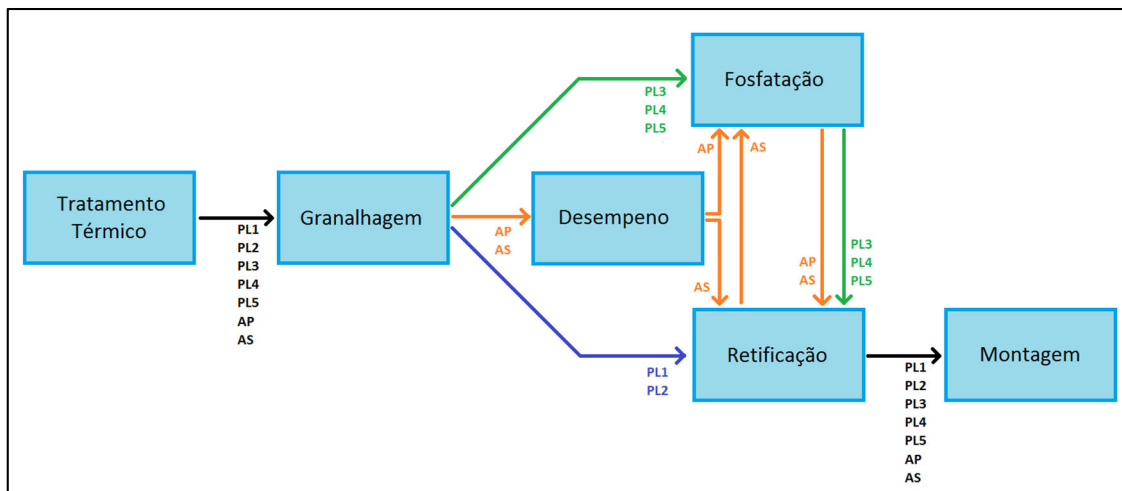 Fosfatação
PL3
PL4
PL5
AP
AS
Tratamento
Térmico
Granalhagem
Desempeno
PL1
PL2
PL3
PL4
PL5
AP
AS
AP
AS
AS
AP
AS
PL3
PL4
PL5
Retificação
Montagem
PL1
PL2
PL1
PL2
PL3
PL4
PL5
AP
AS